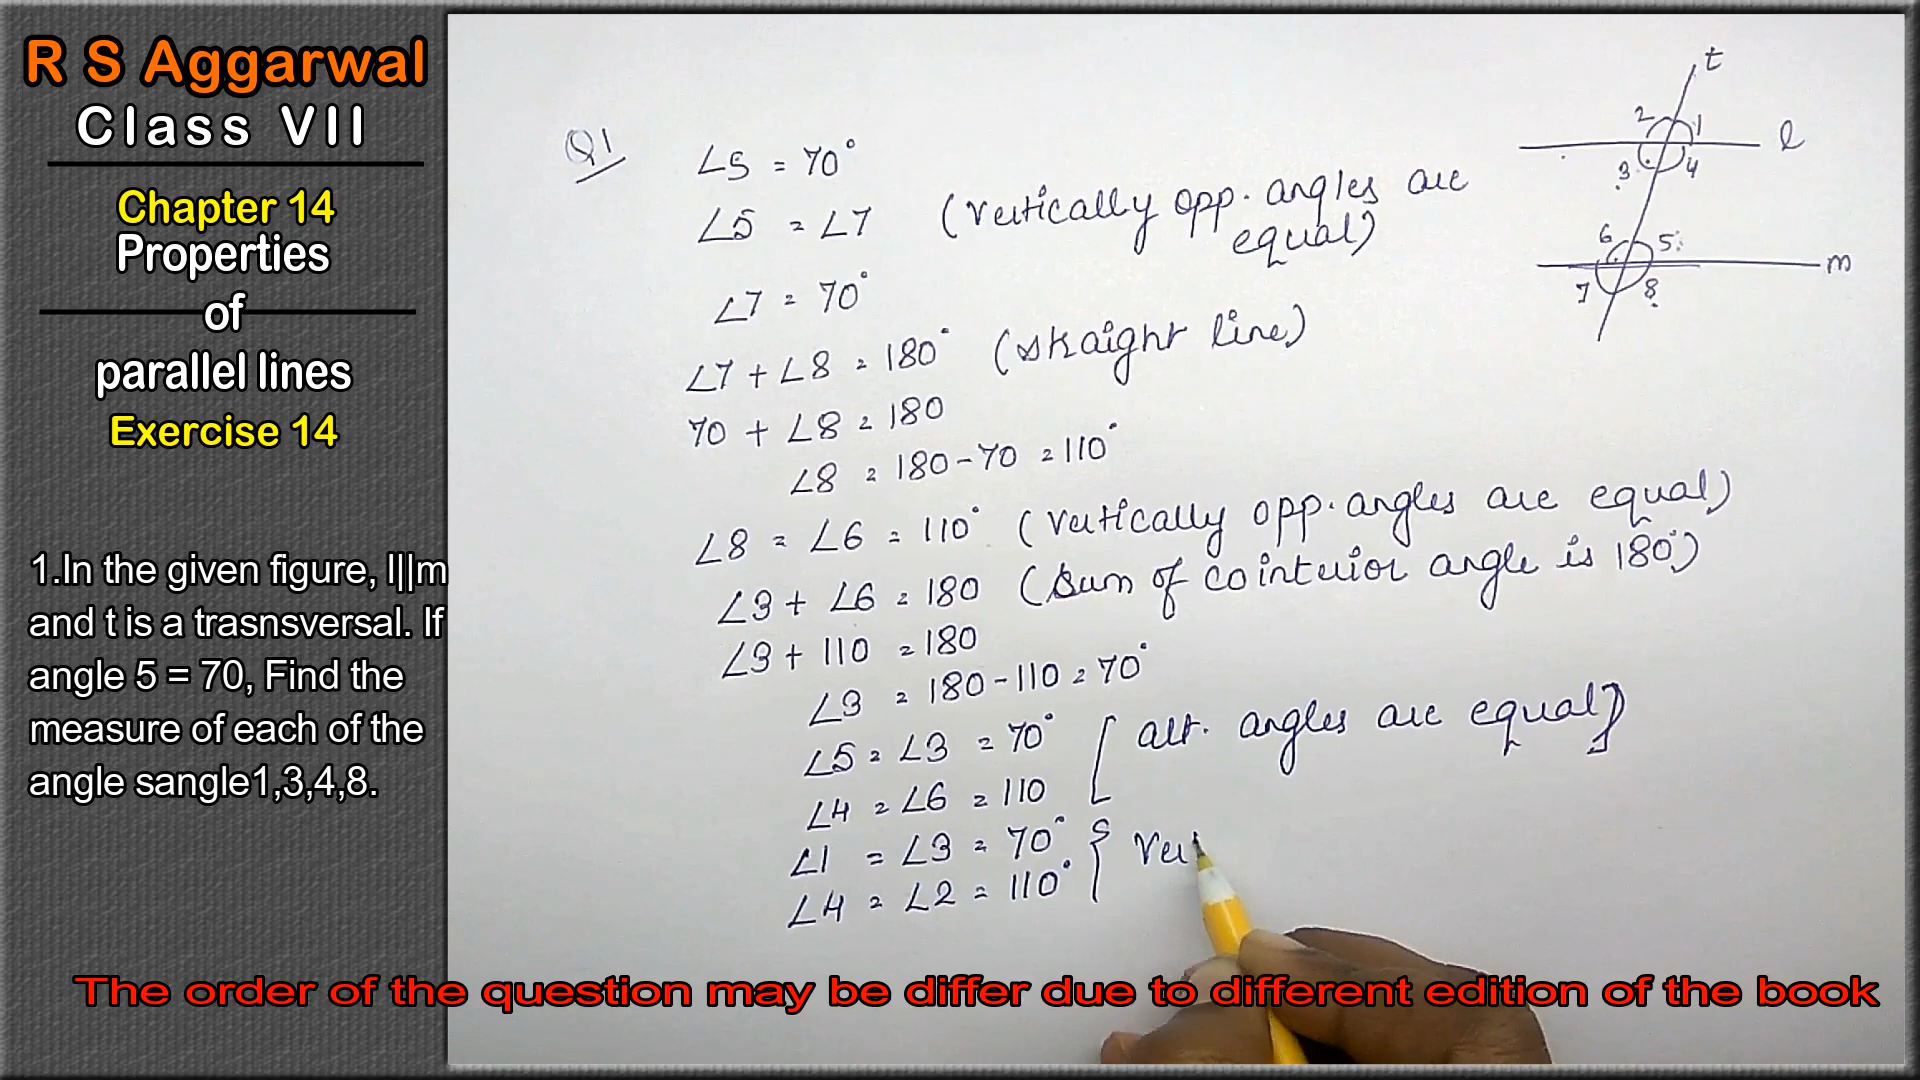 R S Aggarwal
Class VII
Chapter 14
Properties
of
parallel lines
Exercise 14
1.In the given figure, l||m
and t is a trasnsversal. If
angle 5 = 70, Find the
measure of each of the
angle sangle1,3,4,8.
Q1
∠5 = 70°
∠5 = ∠7 (Vertically opp. angles are
equal)
∠7 = 70°
∠7 + ∠8 = 180° (straight line)
70 + ∠8 = 180
∠8 = 180 - 70 = 110°
∠8 = ∠6 = 110° (Vertically opp. angles are equal)
∠3 + ∠6 = 180 (Sum of cointerior angle is 180°)
∠3 + 110 = 180
∠3 = 180 - 110 = 70°
∠5 = ∠3 = 70° [alt. angles are equal]
∠4 = ∠6 = 110
∠1 = ∠3 = 70° { Ver
∠4 = ∠2 = 110°
t
2 1 l
3 4
6 5
m
7 8
The order of the question may be differ due to different edition of the book